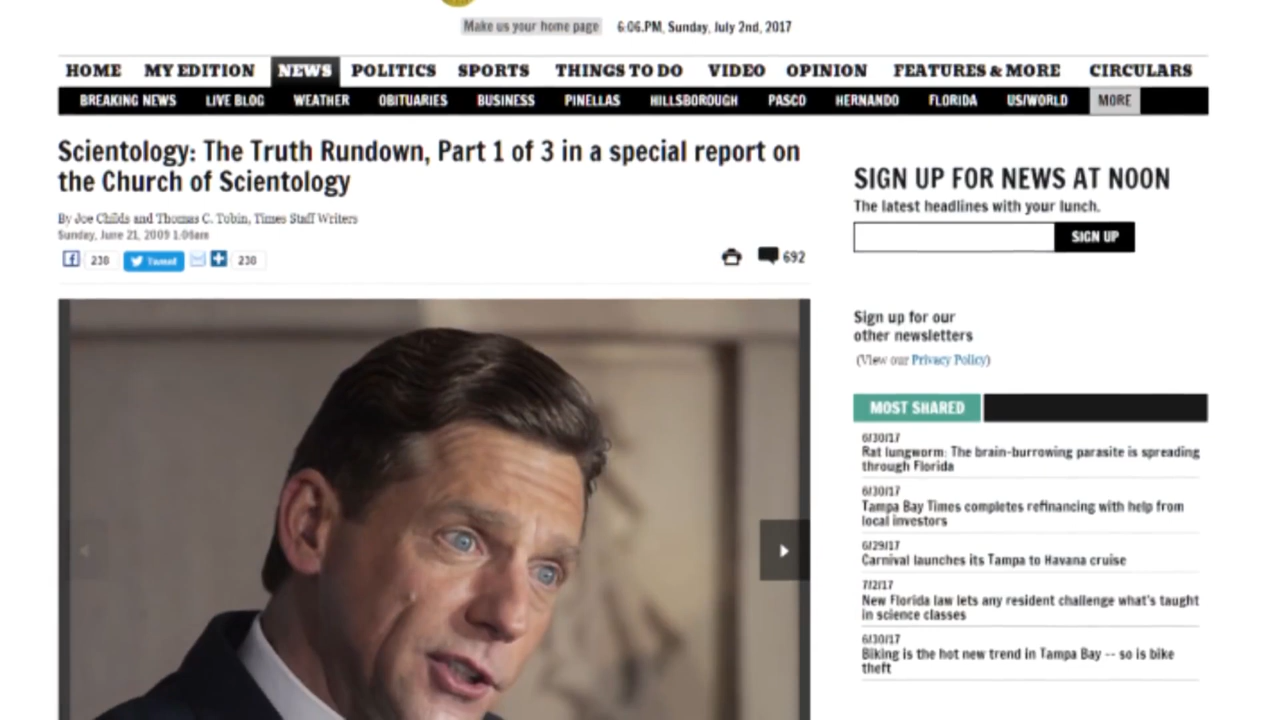 Make us your home page 6:06.PM, Sunday, July 2nd, 2017
HOME MY EDITION NEWS POLITICS SPORTS THINGS TO DO VIDEO OPINION FEATURES & MORE CIRCULARS
BREAKING NEWS LIVE BLOG WEATHER OBITUARIES BUSINESS PINELLAS HILLSBOROUGH PASCO HERNANDO FLORIDA US/WORLD MORE
Scientology: The Truth Rundown, Part 1 of 3 in a special report on
the Church of Scientology
By Joe Childs and Thomas C. Tobin, Times Staff Writers
Sunday, June 21, 2009 1:06am
238 Tweet 230
692
SIGN UP FOR NEWS AT NOON
The latest headlines with your lunch.
SIGN UP
Sign up for our
other newsletters
(View our Privacy Policy)
MOST SHARED
6/30/17
Rat lungworm: The brain-burrowing parasite is spreading
through Florida
6/30/17
Tampa Bay Times completes refinancing with help from
local investors
6/29/17
Carnival launches its Tampa to Havana cruise
7/2/17
New Florida law lets any resident challenge what's taught
in science classes
6/30/17
Biking is the hot new trend in Tampa Bay -- so is bike
theft